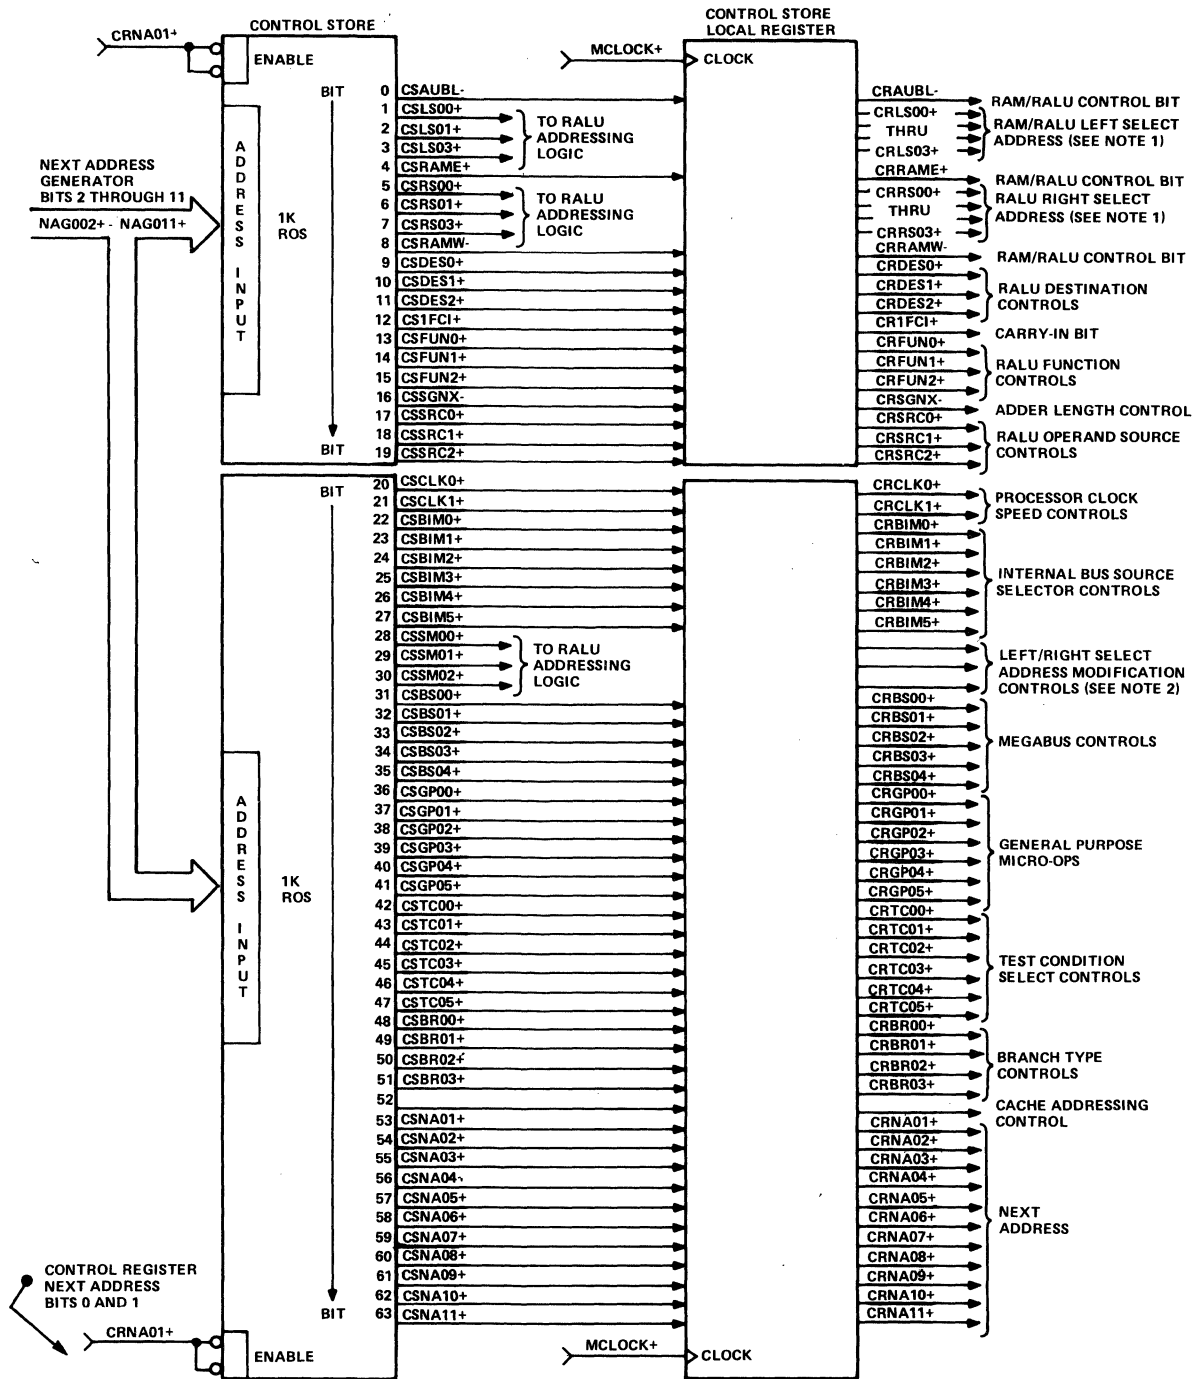 CRNA01+
CONTROL STORE
ENABLE
NEXT ADDRESS
GENERATOR
BITS 2 THROUGH 11
NAG002+ - NAG011+
ADDRESS INPUT
1K
ROS
BIT
BIT
0 CSAUBL-
1 CSLS00+
2 CSLS01+
3 CSLS03+
4 CSRAME+
5 CSRS00+
6 CSRS01+
7 CSRS03+
8 CSRAMW-
9 CSDES0+
10 CSDES1+
11 CSDES2+
12 CS1FCI+
13 CSFUN0+
14 CSFUN1+
15 CSFUN2+
16 CSSGNX-
17 CSSRC0+
18 CSSRC1+
19 CSSRC2+
TO RALU
ADDRESSING
LOGIC
TO RALU
ADDRESSING
LOGIC
MCLOCK+
CONTROL STORE
LOCAL REGISTER
CLOCK
CRAUBL-
CRLS00+
THRU
CRLS03+
CRRAME+
CRRS00+
THRU
CRRS03+
CRRAMW-
CRDES0+
CRDES1+
CRDES2+
CR1FCI+
CRFUN0+
CRFUN1+
CRFUN2+
CRSGNX-
CRSRC0+
CRSRC1+
CRSRC2+
RAM/RALU CONTROL BIT
RAM/RALU LEFT SELECT
ADDRESS (SEE NOTE 1)
RAM/RALU CONTROL BIT
RALU RIGHT SELECT
ADDRESS (SEE NOTE 1)
RAM/RALU CONTROL BIT
RALU DESTINATION
CONTROLS
CARRY-IN BIT
RALU FUNCTION
CONTROLS
ADDER LENGTH CONTROL
RALU OPERAND SOURCE
CONTROLS
BIT
20 CSCLK0+
21 CSCLK1+
22 CSBIM0+
23 CSBIM1+
24 CSBIM2+
25 CSBIM3+
26 CSBIM4+
27 CSBIM5+
28 CSSM00+
29 CSSM01+
30 CSSM02+
31 CSBS00+
32 CSBS01+
33 CSBS02+
34 CSBS03+
35 CSBS04+
36 CSGP00+
37 CSGP01+
38 CSGP02+
39 CSGP03+
40 CSGP04+
41 CSGP05+
42 CSTC00+
43 CSTC01+
44 CSTC02+
45 CSTC03+
46 CSTC04+
47 CSTC05+
48 CSBR00+
49 CSBR01+
50 CSBR02+
51 CSBR03+
52
53 CSNA01+
54 CSNA02+
55 CSNA03+
56 CSNA04-
57 CSNA05+
58 CSNA06+
59 CSNA07+
60 CSNA08+
61 CSNA09+
62 CSNA10+
63 CSNA11+
BIT
ADDRESS INPUT
1K
ROS
TO RALU
ADDRESSING
LOGIC
CRCLK0+
CRCLK1+
CRBIM0+
CRBIM1+
CRBIM2+
CRBIM3+
CRBIM4+
CRBIM5+
CRBS00+
CRBS01+
CRBS02+
CRBS03+
CRBS04+
CRGP00+
CRGP01+
CRGP02+
CRGP03+
CRGP04+
CRGP05+
CRTC00+
CRTC01+
CRTC02+
CRTC03+
CRTC04+
CRTC05+
CRBR00+
CRBR01+
CRBR02+
CRBR03+
CRNA01+
CRNA02+
CRNA03+
CRNA04+
CRNA05+
CRNA06+
CRNA07+
CRNA08+
CRNA09+
CRNA10+
CRNA11+
PROCESSOR CLOCK
SPEED CONTROLS
INTERNAL BUS SOURCE
SELECTOR CONTROLS
LEFT/RIGHT SELECT
ADDRESS MODIFICATION
CONTROLS (SEE NOTE 2)
MEGABUS CONTROLS
GENERAL PURPOSE
MICRO-OPS
TEST CONDITION
SELECT CONTROLS
BRANCH TYPE
CONTROLS
CACHE ADDRESSING
CONTROL
NEXT
ADDRESS
CONTROL REGISTER
NEXT ADDRESS
BITS 0 AND 1
CRNA01+
ENABLE
MCLOCK+
CLOCK